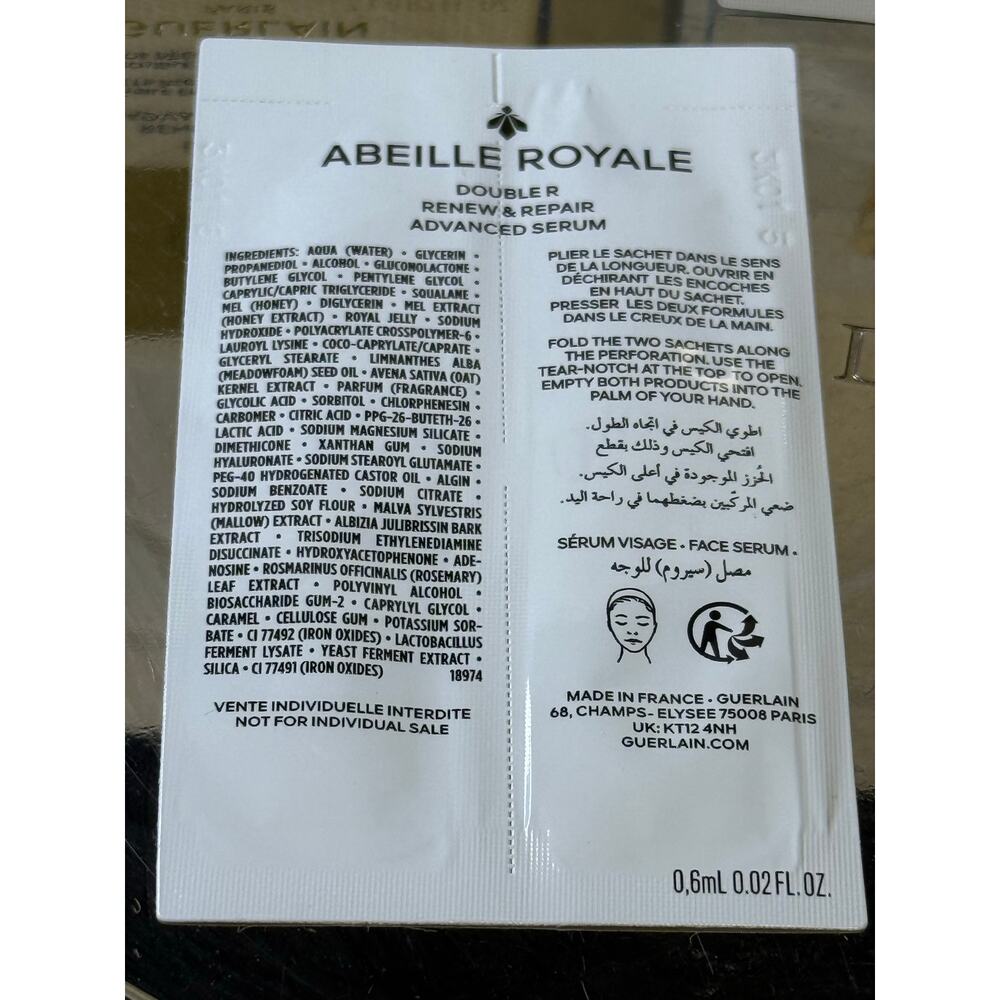 ABEILLE ROYALE
DOUBLE R
RENEW & REPAIR
ADVANCED SERUM
INGREDIENTS: AQUA (WATER) • GLYCERIN •
PROPANEDIOL • ALCOHOL • GLUCONOLACTONE •
BUTYLENE GLYCOL • PENTYLENE GLYCOL •
CAPRYLIC/CAPRIC TRIGLYCERIDE • SQUALANE •
MEL (HONEY) • DIGLYCERIN • MEL EXTRACT
(HONEY EXTRACT) • ROYAL JELLY • SODIUM
HYDROXIDE • POLYACRYLATE CROSSPOLYMER-6 •
LAUROYL LYSINE • COCO-CAPRYLATE/CAPRATE •
GLYCERYL STEARATE • LIMNANTHES ALBA
(MEADOWFOAM) SEED OIL • AVENA SATIVA (OAT)
KERNEL EXTRACT • PARFUM (FRAGRANCE) •
GLYCOLIC ACID • SORBITOL • CHLORPHENESIN •
CARBOMER • CITRIC ACID • PPG-26-BUTETH-26 •
LACTIC ACID • SODIUM MAGNESIUM SILICATE •
DIMETHICONE • XANTHAN GUM • SODIUM
HYALURONATE • SODIUM STEAROYL GLUTAMATE •
PEG-40 HYDROGENATED CASTOR OIL • ALGIN •
SODIUM BENZOATE • SODIUM CITRATE •
HYDROLYZED SOY FLOUR • MALVA SYLVESTRIS
(MALLOW) EXTRACT • ALBIZIA JULIBRISSIN BARK
EXTRACT • TRISODIUM ETHYLENEDIAMINE
DISUCCINATE • HYDROXYACETOPHENONE • ADE-
NOSINE • ROSMARINUS OFFICINALIS (ROSEMARY)
LEAF EXTRACT • POLYVINYL ALCOHOL •
BIOSACCHARIDE GUM-2 • CAPRYLYL GLYCOL •
CARAMEL • CELLULOSE GUM • POTASSIUM SOR-
BATE • CI 77492 (IRON OXIDES) • LACTOBACILLUS
FERMENT LYSATE • YEAST FERMENT EXTRACT •
SILICA • CI 77491 (IRON OXIDES) 18974
VENTE INDIVIDUELLE INTERDITE
NOT FOR INDIVIDUAL SALE
PLIER LE SACHET DANS LE SENS
DE LA LONGUEUR. OUVRIR EN
DÉCHIRANT LES ENCOCHES
EN HAUT DU SACHET.
PRESSER LES DEUX FORMULES
DANS LE CREUX DE LA MAIN.
FOLD THE TWO SACHETS ALONG
THE PERFORATION. USE THE
TEAR-NOTCH AT THE TOP TO OPEN.
EMPTY BOTH PRODUCTS INTO THE
PALM OF YOUR HAND.
اطوي الكيس في اتجاه الطول.
افتحي الكيس وذلك بقطع
الحُزز الموجودة في أعلى الكيس.
ضعي المركّبين بضغطهما في راحة اليد.
SÉRUM VISAGE • FACE SERUM •
مصل (سيروم) للوجه
MADE IN FRANCE • GUERLAIN
68, CHAMPS-ELYSEE 75008 PARIS
UK: KT12 4NH
GUERLAIN.COM
0,6mL 0.02 FL. OZ.